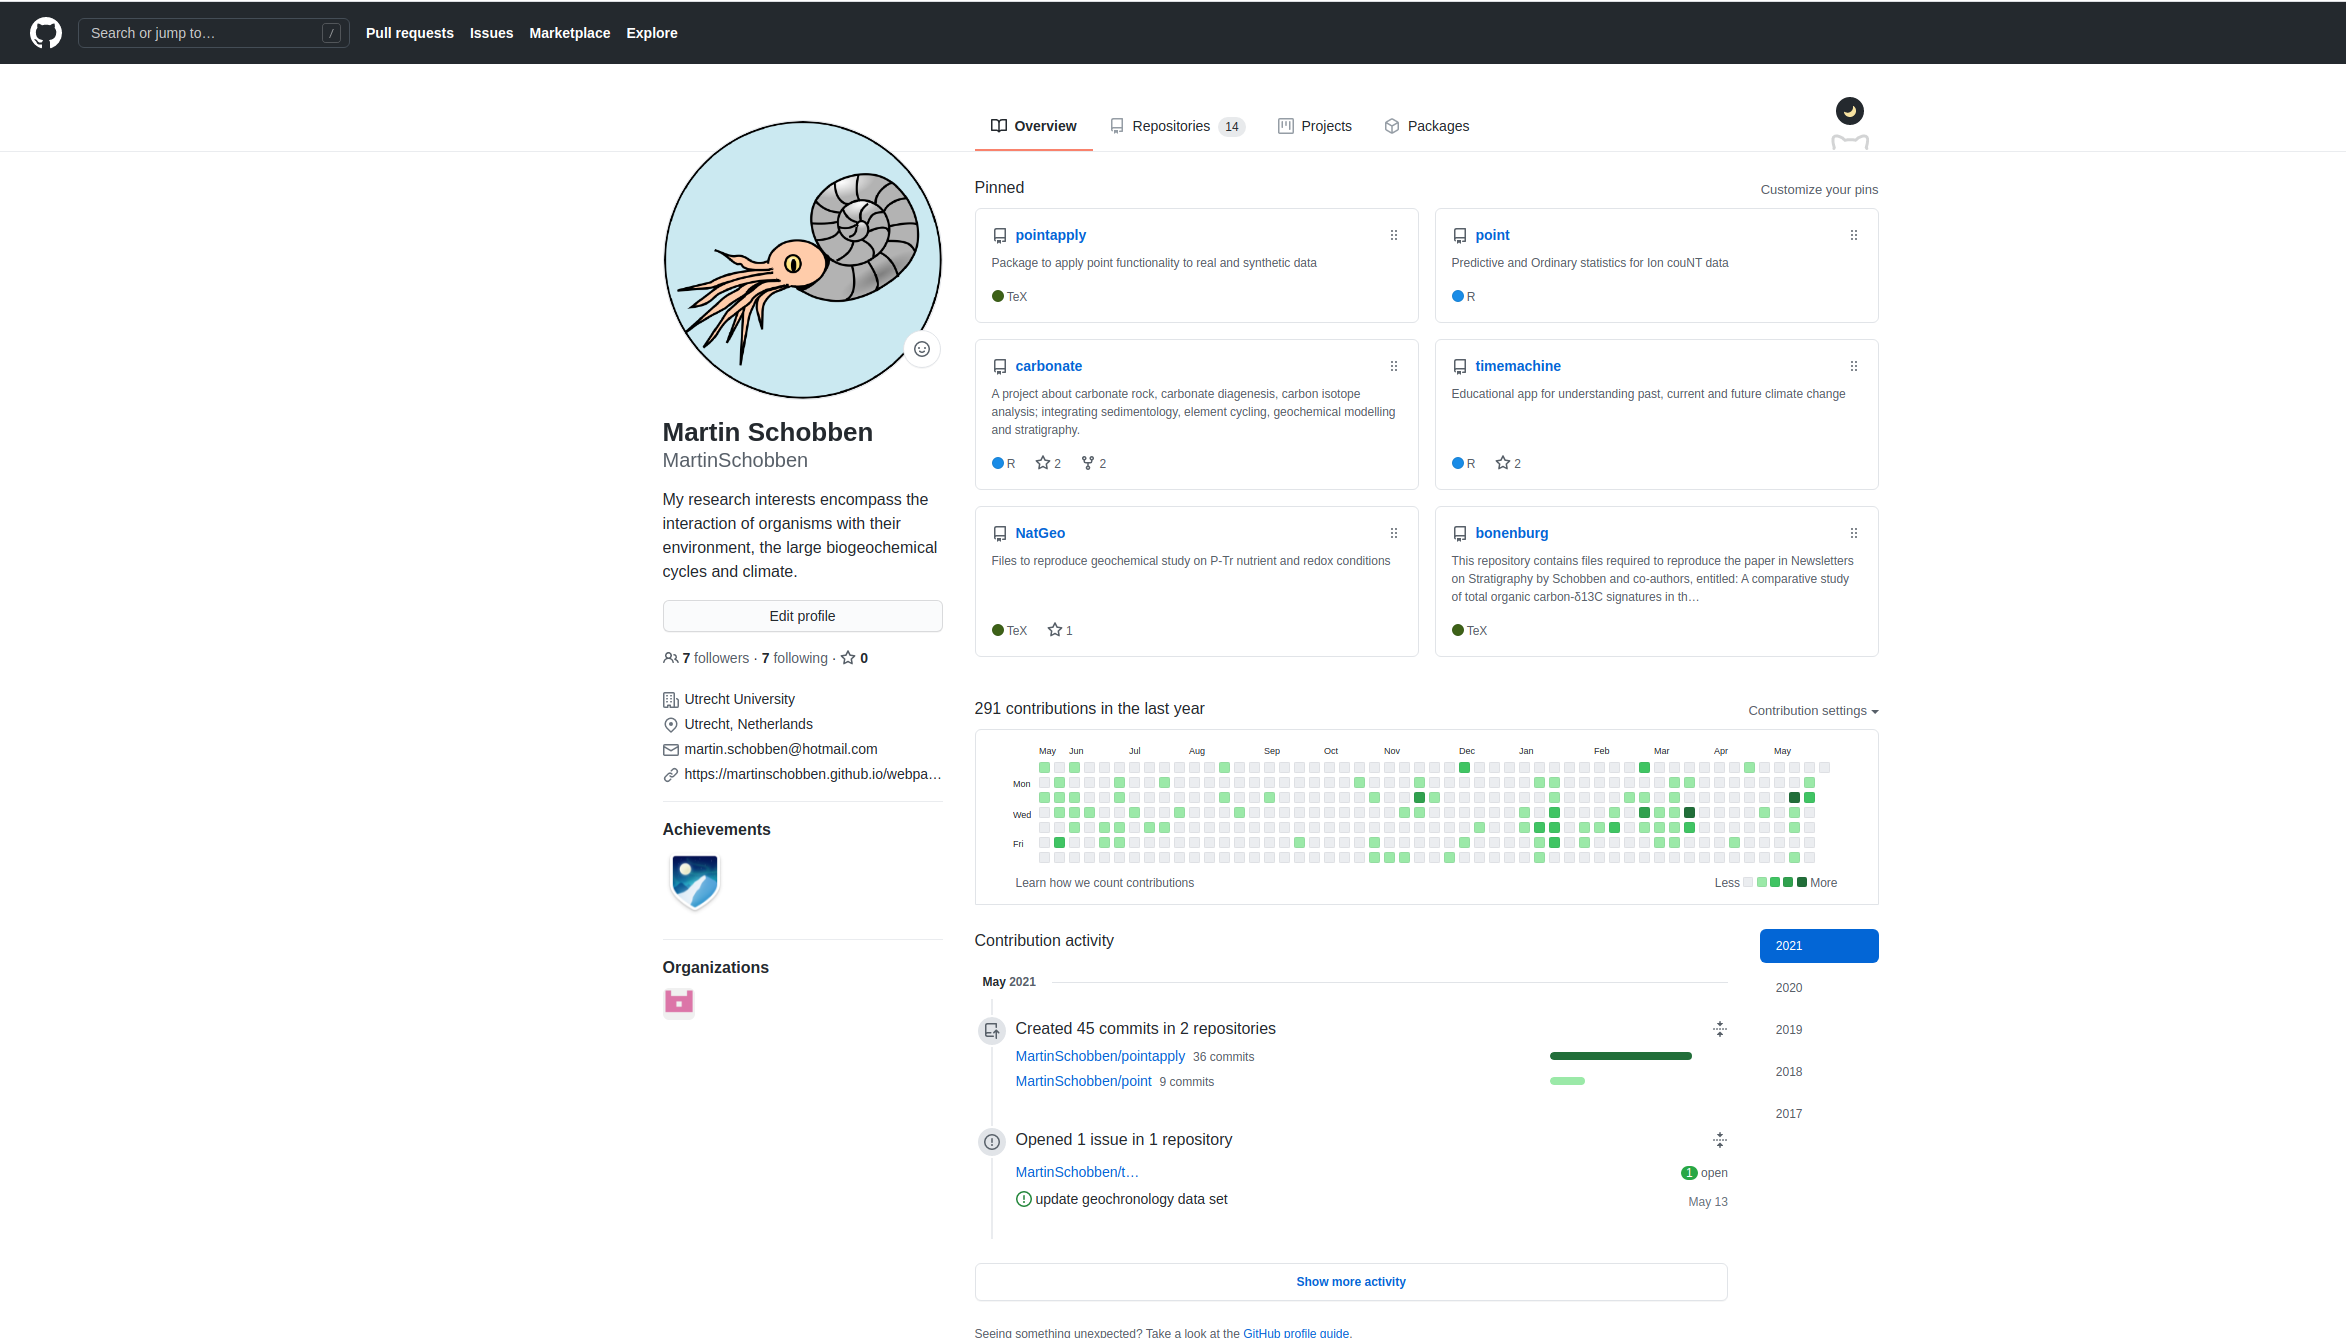 Search or jump to… /
Pull requests Issues Marketplace Explore
Overview Repositories 14 Projects Packages
Martin Schobben
MartinSchobben
My research interests encompass the
interaction of organisms with their
environment, the large biogeochemical
cycles and climate.
Edit profile
7 followers · 7 following · 0
Utrecht University
Utrecht, Netherlands
martin.schobben@hotmail.com
https://martinschobben.github.io/webpa…
Achievements
Organizations
Pinned
Customize your pins
pointapply
Package to apply point functionality to real and synthetic data
TeX
point
Predictive and Ordinary statistics for Ion couNT data
R
carbonate
A project about carbonate rock, carbonate diagenesis, carbon isotope
analysis; integrating sedimentology, element cycling, geochemical modelling
and stratigraphy.
R 2 2
timemachine
Educational app for understanding past, current and future climate change
R 2
NatGeo
Files to reproduce geochemical study on P-Tr nutrient and redox conditions
TeX 1
bonenburg
This repository contains files required to reproduce the paper in Newsletters
on Stratigraphy by Schobben and co-authors, entitled: A comparative study
of total organic carbon-δ13C signatures in th…
TeX
291 contributions in the last year
Contribution settings
May Jun Jul Aug Sep Oct Nov Dec Jan Feb Mar Apr May
Mon
Wed
Fri
Learn how we count contributions
Less More
Contribution activity
2021
2020
2019
2018
2017
May 2021
Created 45 commits in 2 repositories
MartinSchobben/pointapply 36 commits
MartinSchobben/point 9 commits
Opened 1 issue in 1 repository
MartinSchobben/t…
1 open
update geochronology data set
May 13
Show more activity
Seeing something unexpected? Take a look at the GitHub profile guide.